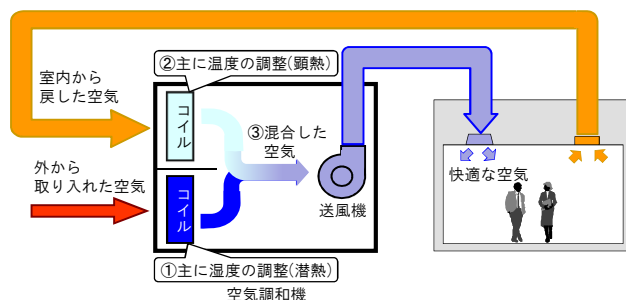 ②主に温度の調整(顕熱)
室内から
戻した空気
コイル
③混合した
空気
外から
取り入れた空気
コイル
送風機
快適な空気
①主に湿度の調整(潜熱)
空気調和機